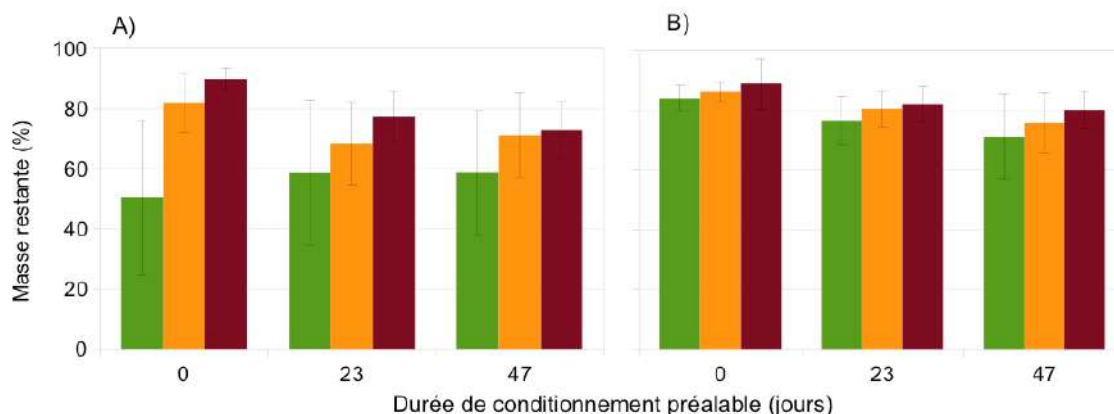 A)
B)
100
80
60
40
20
0
Masse restante (%)
0 23 47 0 23 47
Durée de conditionnement préalable (jours)